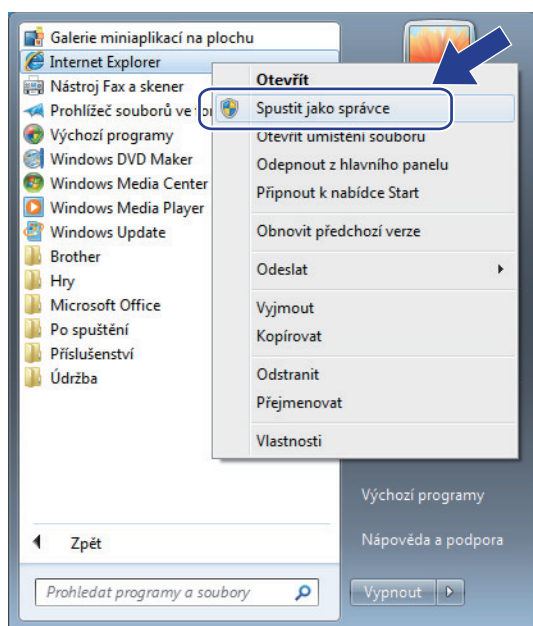 Galerie miniaplikací na plochu
Internet Explorer
Nástroj Fax a skener
Prohlížeč souborů ve
Výchozí programy
Windows DVD Maker
Windows Media Center
Windows Media Player
Windows Update
Brother
Hry
Microsoft Office
Po spuštění
Příslušenství
Údržba
Zpět
Prohledat programy a soubory
Otevřít
Spustit jako správce
Otevřít umístění souboru
Odepnout z hlavního panelu
Připnout k nabídce Start
Obnovit předchozí verze
Odeslat
Vyjmout
Kopírovat
Odstranit
Přejmenovat
Vlastnosti
Výchozí programy
Nápověda a podpora
Vypnout